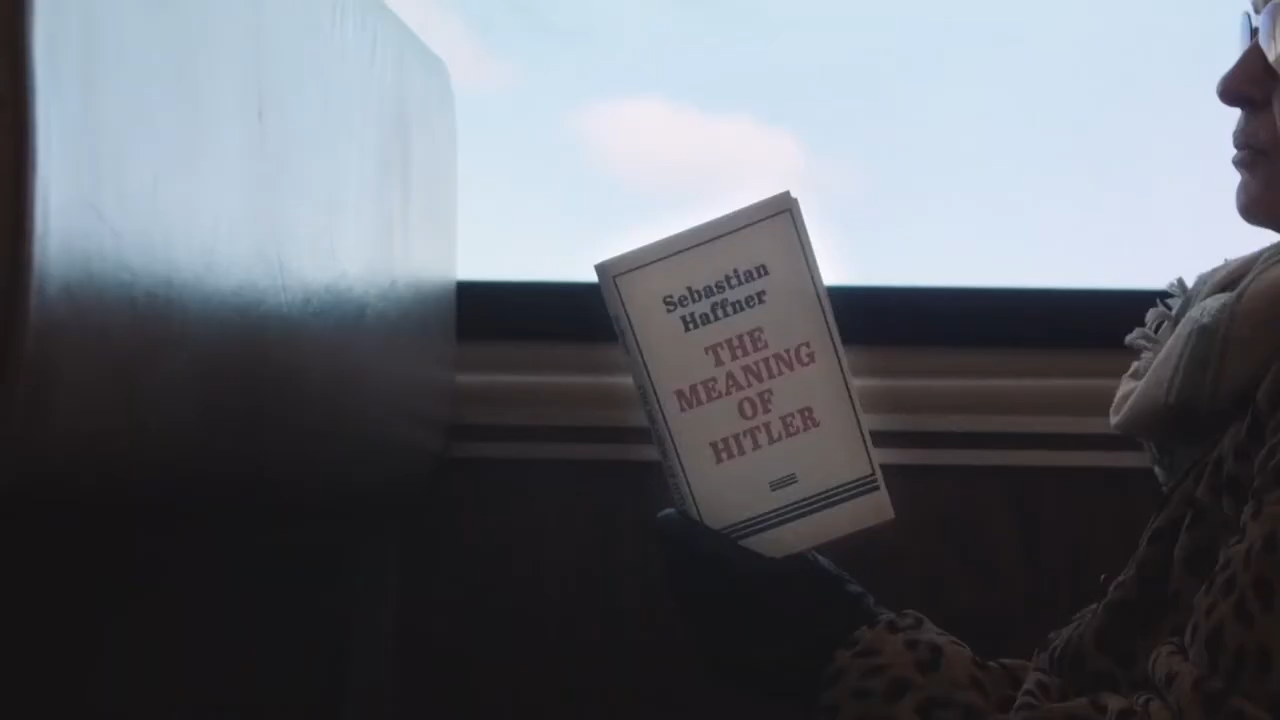 Sebastian
Haffner
THE
MEANING
OF
HITLER